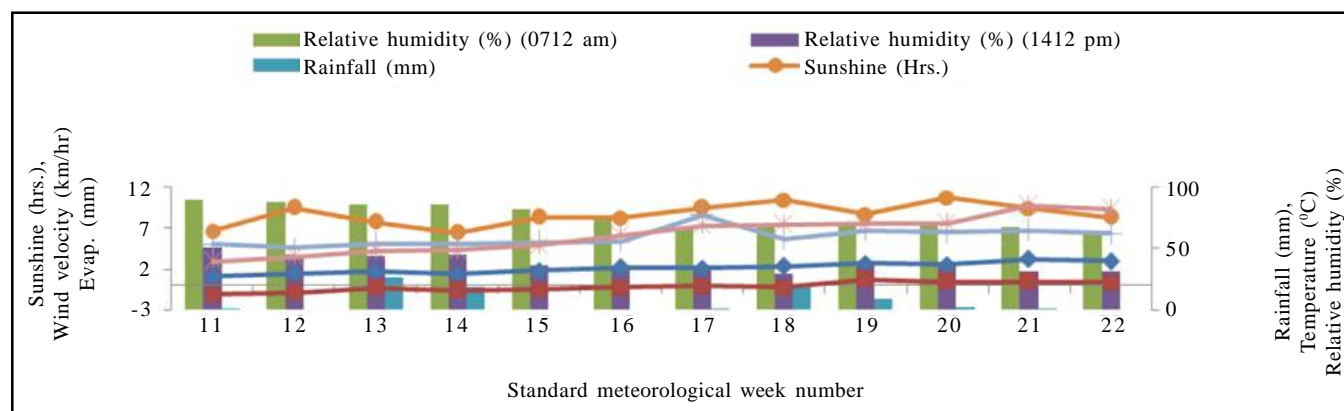 Relative humidity (%) (0712 am)
Relative humidity (%) (1412 pm)
Rainfall (mm)
Sunshine (Hrs.)
Sunshine (hrs.),
Wind velocity (km/hr)
Evap. (mm)
12
7
2
-3
100
50
0
Rainfall (mm),
Temperature (⁰C)
Relative humidity (%)
11 12 13 14 15 16 17 18 19 20 21 22
Standard meteorological week number